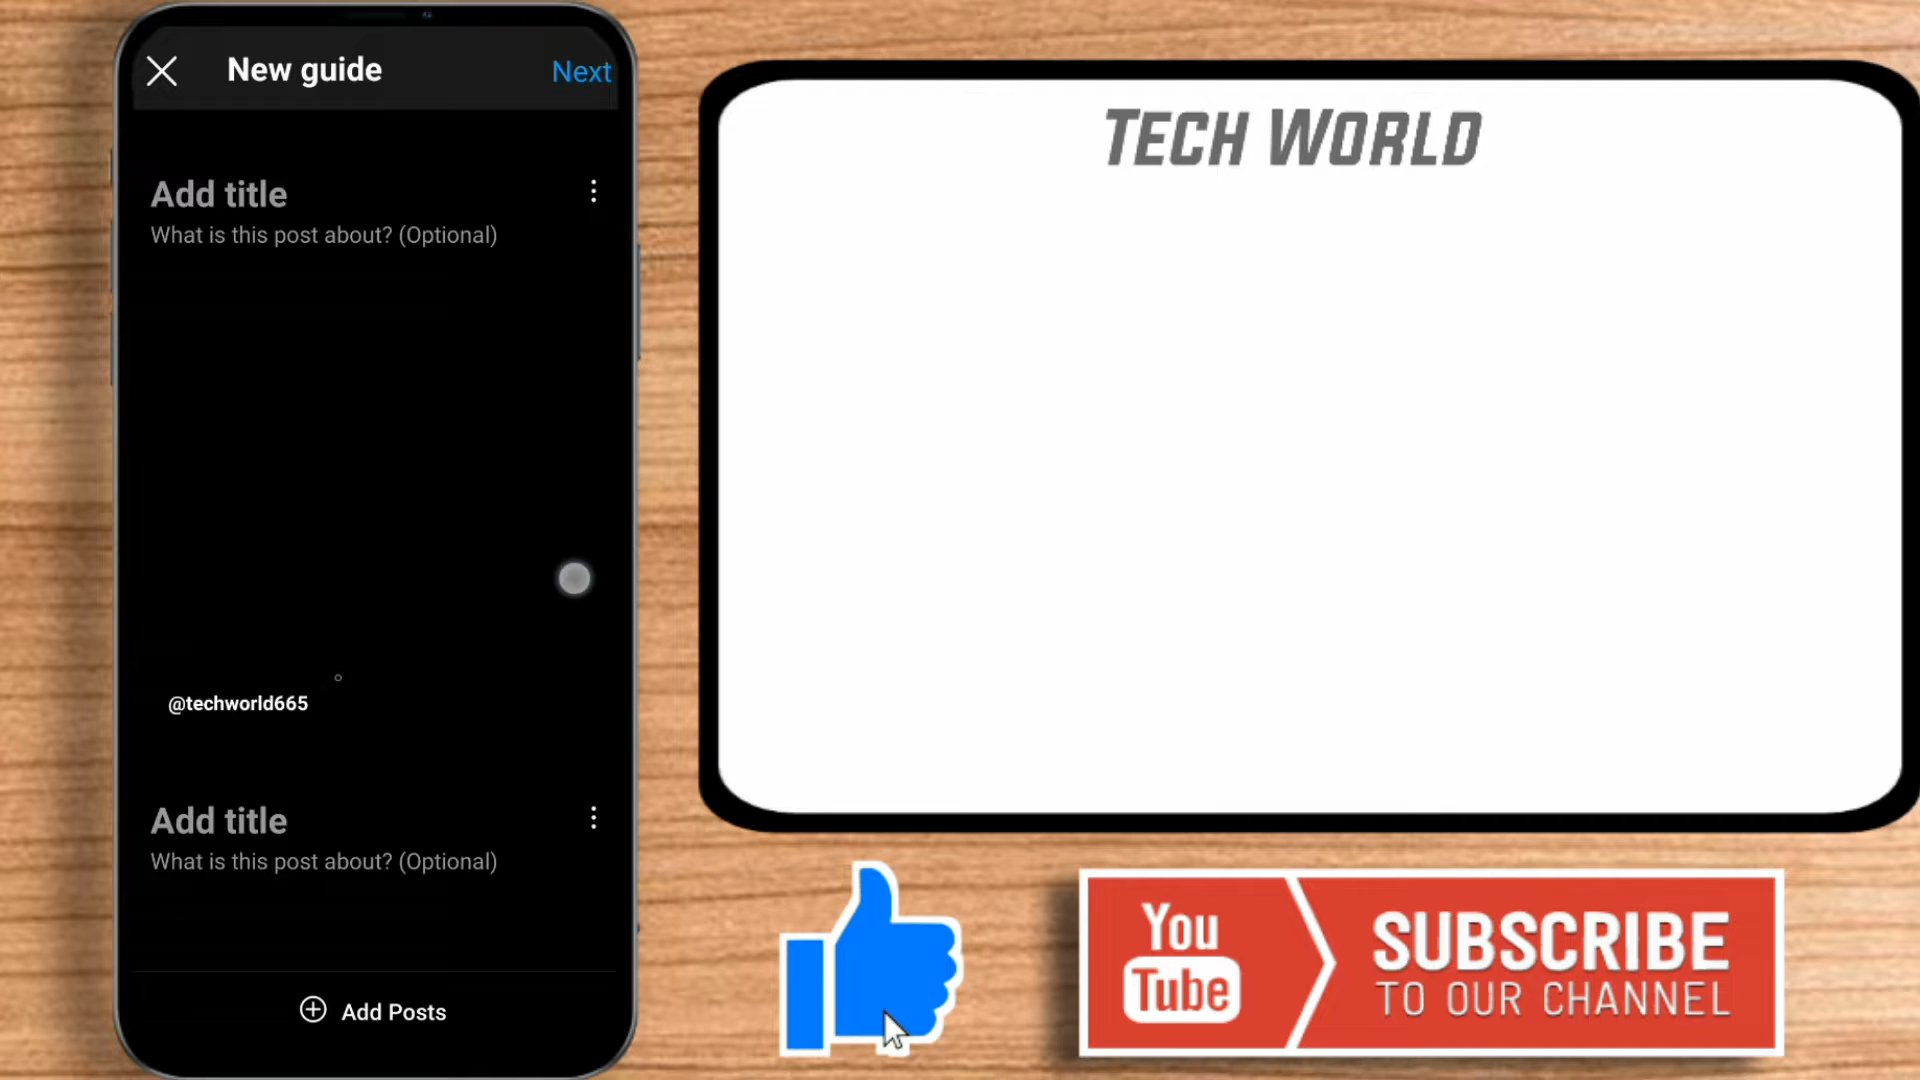 New guide
Next
Add title
What is this post about? (Optional)
@techworld665
Add title
What is this post about? (Optional)
Add Posts
TECH WORLD
You
Tube
SUBSCRIBE
TO OUR CHANNEL